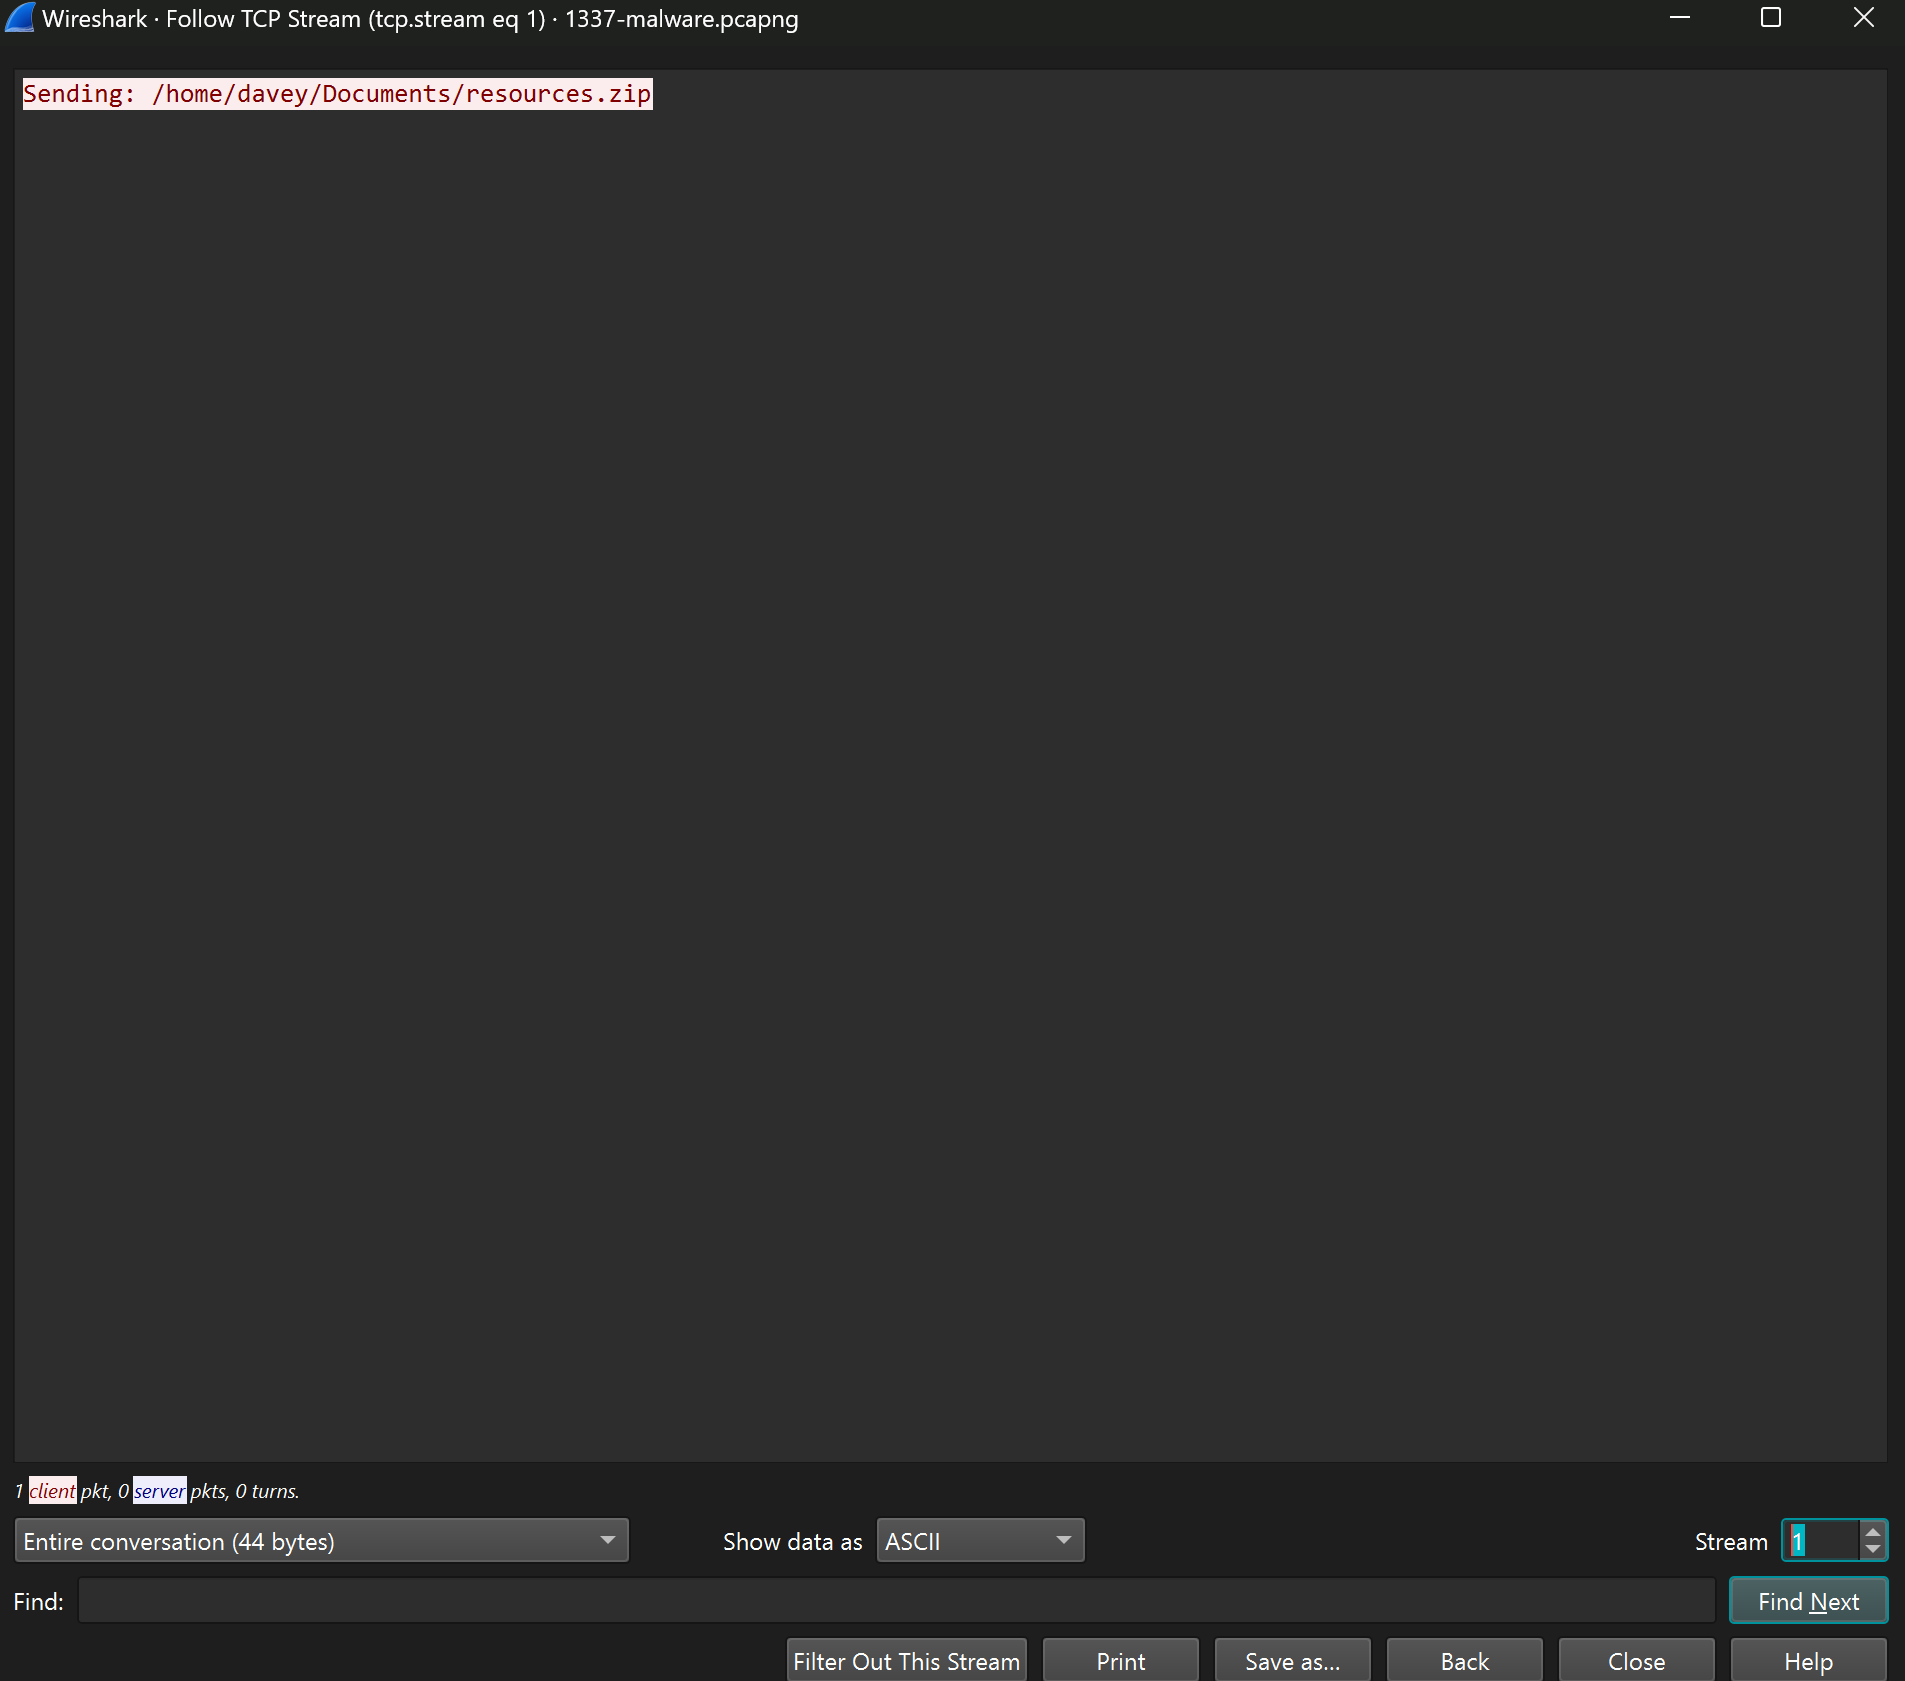 Wireshark · Follow TCP Stream (tcp.stream eq 1) · 1337-malware.pcapng
Sending: /home/davey/Documents/resources.zip
1 client pkt, 0 server pkts, 0 turns.
Entire conversation (44 bytes)
Show data as
ASCII
Stream
1
Find:
Find Next
Filter Out This Stream
Print
Save as...
Back
Close
Help